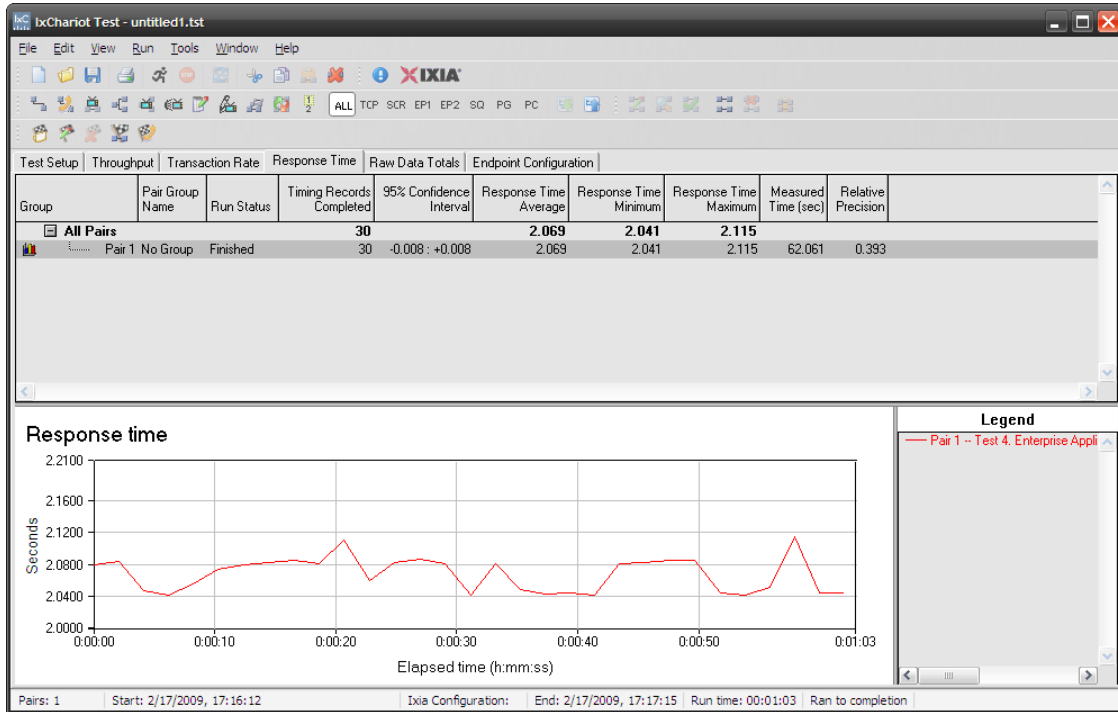 IxChariot Test - untitled1.tst
File Edit View Run Tools Window Help
IXIA
ALL TCP SCR EP1 EP2 SQ PG PC
Test Setup Throughput Transaction Rate Response Time Raw Data Totals Endpoint Configuration
Group Pair Group Name Run Status Timing Records Completed 95% Confidence Interval Response Time Average Response Time Minimum Response Time Maximum Measured Time (sec) Relative Precision
All Pairs 30 2.069 2.041 2.115
Pair 1 No Group Finished 30 -0.008 : +0.008 2.069 2.041 2.115 62.061 0.393
Response time
2.2100
2.1600
2.1200
2.0800
2.0400
2.0000
Seconds
0:00:00 0:00:10 0:00:20 0:00:30 0:00:40 0:00:50 0:01:03
Elapsed time (h:mm:ss)
Legend
Pair 1 -- Test 4. Enterprise Appli
Pairs: 1 Start: 2/17/2009, 17:16:12 Ixia Configuration: End: 2/17/2009, 17:17:15 Run time: 00:01:03 Ran to completion